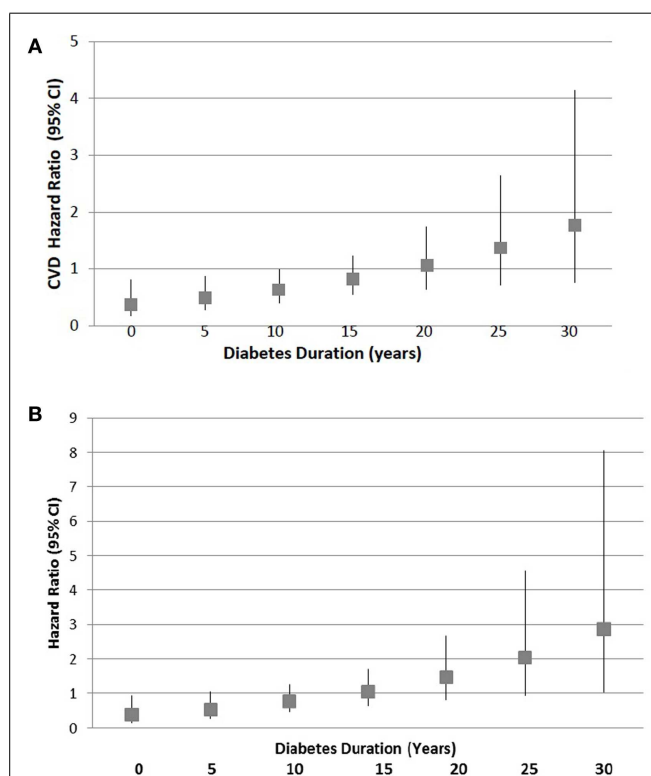 A
CVD Hazard Ratio (95% CI)
5
4
3
2
1
0
0 5 10 15 20 25 30
Diabetes Duration (years)
B
Hazard Ratio (95% CI)
9
8
7
6
5
4
3
2
1
0
Diabetes Duration (Years)
0 5 10 15 20 25 30